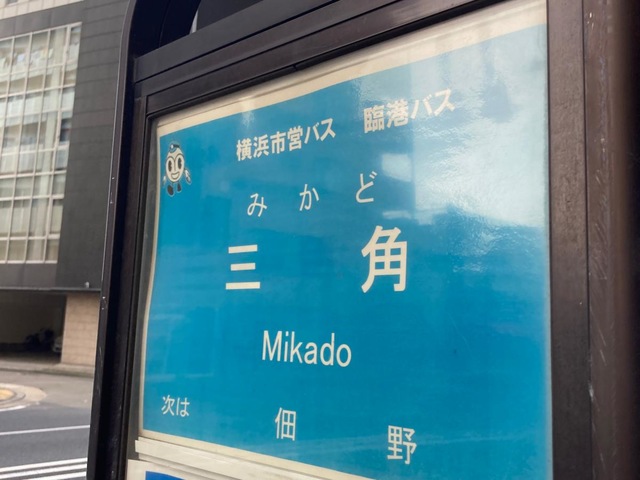 横浜市営バス 臨港バス
みかど
三角
Mikado
次は 佃野